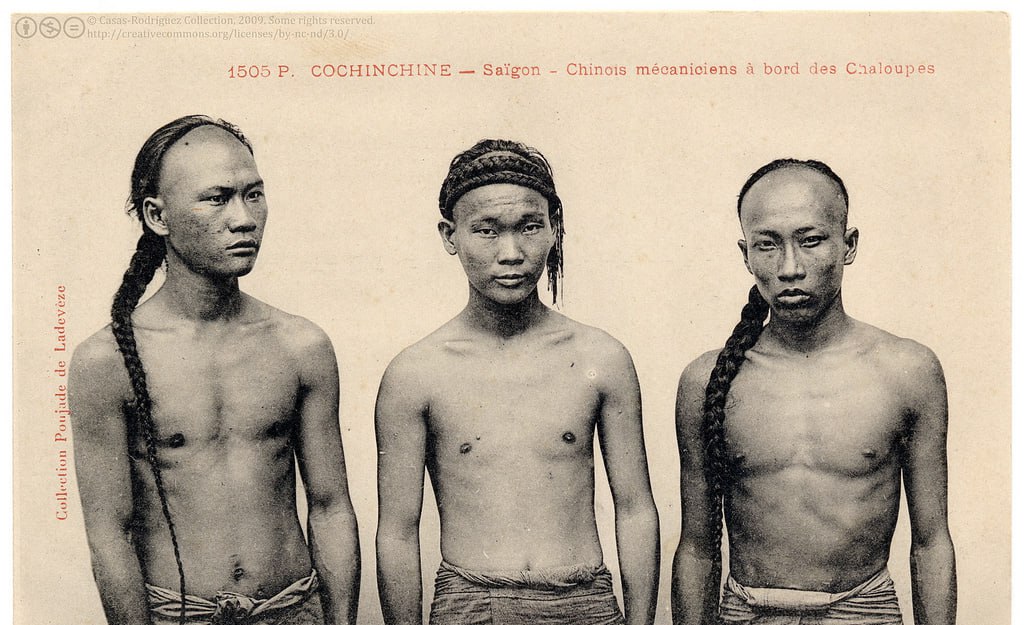 © Casas-Rodríguez Collection, 2009. Some rights reserved.
http://creativecommons.org/licenses/by-nc-nd/3.0/
1505 P. COCHINCHINE — Saïgon - Chinois mécaniciens à bord des Chaloupes
Collection Poujade de Ladevèze